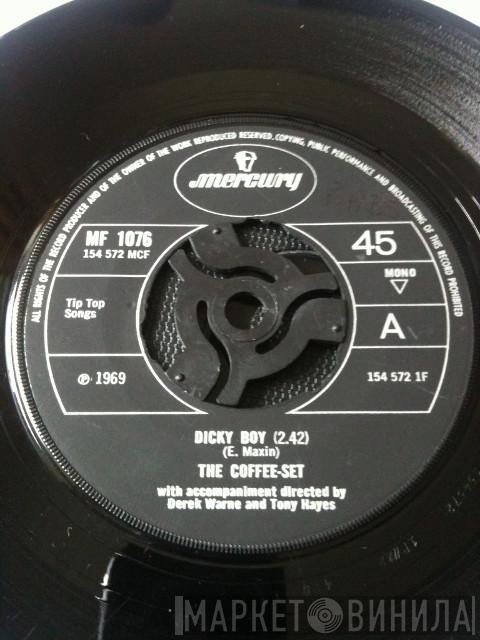 ALL RIGHTS OF THE RECORD PRODUCER AND OF THE OWNER OF THE WORK REPRODUCED RESERVED. COPYING, PUBLIC PERFORMANCE AND BROADCASTING OF THIS RECORD PROHIBITED
mercury
MF 1076
154 572 MCF
45
MONO
Tip Top
Songs
A
℗ 1969
154 572 1F
DICKY BOY (2.42)
(E. Maxin)
THE COFFEE-SET
with accompaniment directed by
Derek Warne and Tony Hayes
МАРКЕТ ВИНИЛА